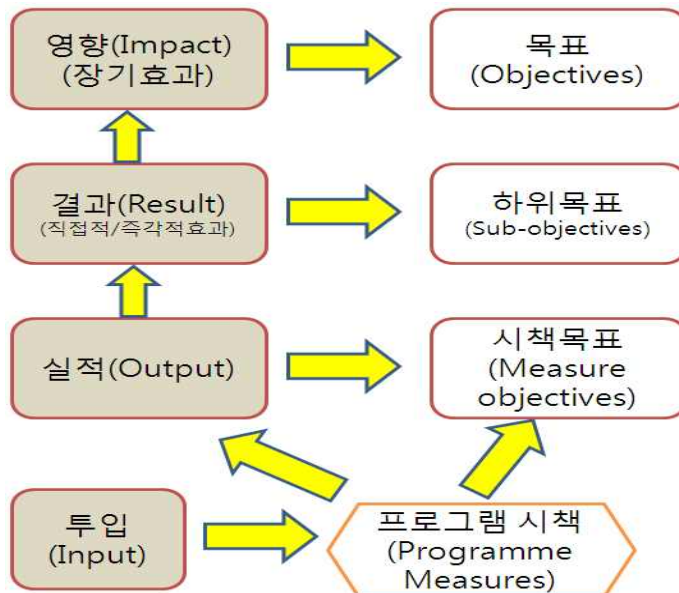 영향(Impact)
(장기효과)
목표
(Objectives)
결과(Result)
(직접적/즉각적효과)
하위목표
(Sub-objectives)
실적(Output)
시책목표
(Measure
objectives)
투입
(Input)
프로그램 시책
(Programme
Measures)